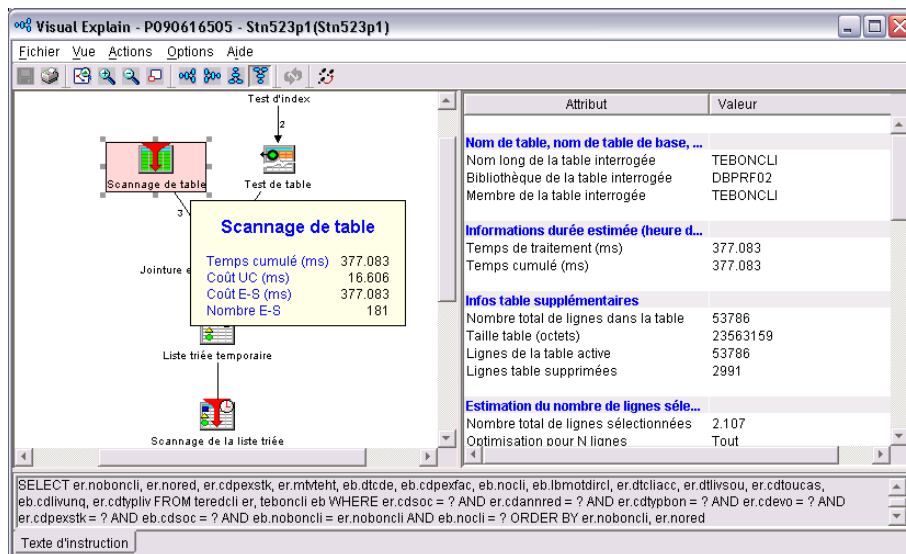 Visual Explain - P090616505 - Stn523p1(Stn523p1)
Fichier Vue Actions Options Aide
Test d'index
2
Scannage de table
Test de table
3
Scannage de table
Temps cumulé (ms) 377.083
Coût UC (ms) 16.606
Coût E-S (ms) 377.083
Nombre E-S 181
Jointure e
Liste triée temporaire
Scannage de la liste triée
Attribut Valeur
Nom de table, nom de table de base, ...
Nom long de la table interrogée TEBONCLI
Bibliothèque de la table interrogée DBPRF02
Membre de la table interrogée TEBONCLI
Informations durée estimée (heure d...
Temps de traitement (ms) 377.083
Temps cumulé (ms) 377.083
Infos table supplémentaires
Nombre total de lignes dans la table 53786
Taille table (octets) 23563159
Lignes de la table active 53786
Lignes table supprimées 2991
Estimation du nombre de lignes séle...
Nombre total de lignes sélectionnées 2.107
Optimisation pour N lignes Tout
SELECT er.noboncli, er.nored, er.cdpexstk, er.mtvteht, eb.dtcde, eb.cdpexfac, eb.nocli, eb.lbmotdircl, er.dtcliacc, er.dtlivsou, er.cdtoucas,
eb.cdlivunq, er.cdtypliv FROM teredcli er, teboncli eb WHERE er.cdsoc = ? AND er.cdannred = ? AND er.cdtypbon = ? AND er.cdevo = ? AND
er.cdpexstk = ? AND eb.cdsoc = ? AND eb.noboncli = er.noboncli AND eb.nocli = ? ORDER BY er.noboncli, er.nored
Texte d'instruction